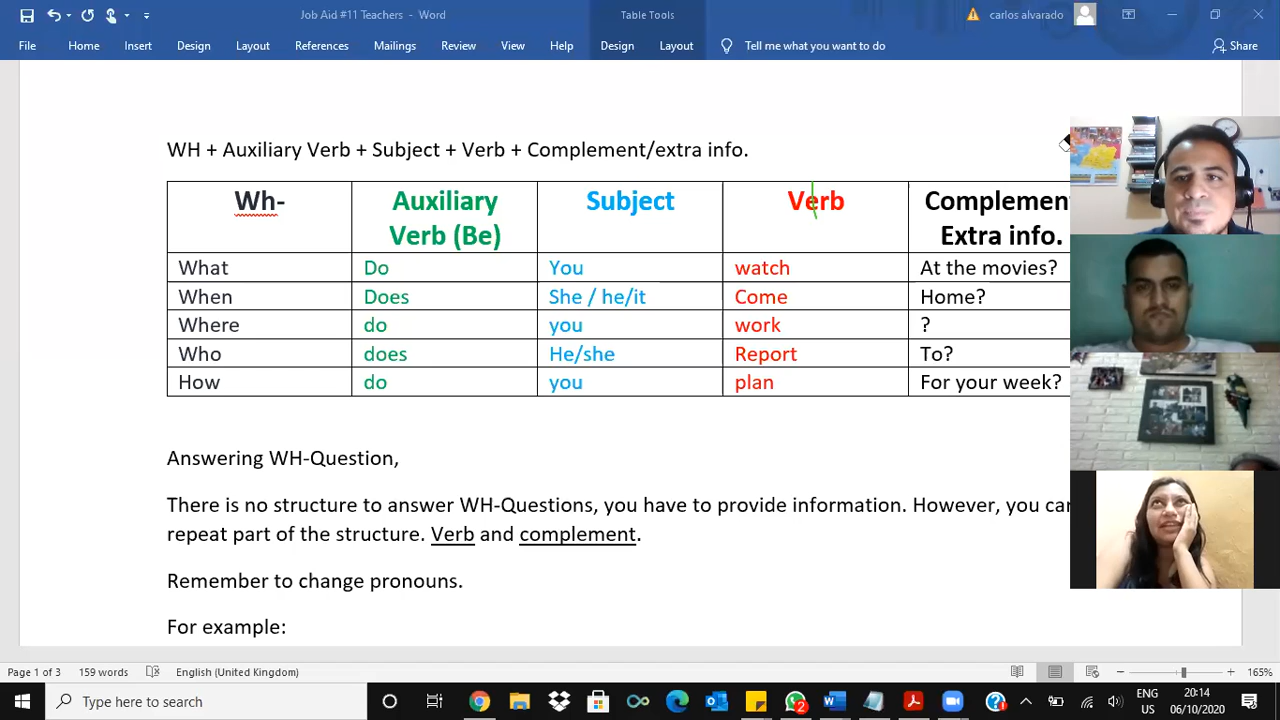 Job Aid #11 Teachers - Word
Table Tools
carlos alvarado
File Home Insert Design Layout References Mailings Review View Help Design Layout Tell me what you want to do Share
WH + Auxiliary Verb + Subject + Verb + Complement/extra info.
Wh- Auxiliary Verb (Be) Subject Verb Complement Extra info.
What Do You watch At the movies?
When Does She / he/it Come Home?
Where do you work ?
Who does He/she Report To?
How do you plan For your week?
Answering WH-Question,
There is no structure to answer WH-Questions, you have to provide information. However, you can
repeat part of the structure. Verb and complement.
Remember to change pronouns.
For example:
Page 1 of 3 159 words English (United Kingdom) 165%
Type here to search
2
ENG
US
20:14
06/10/2020